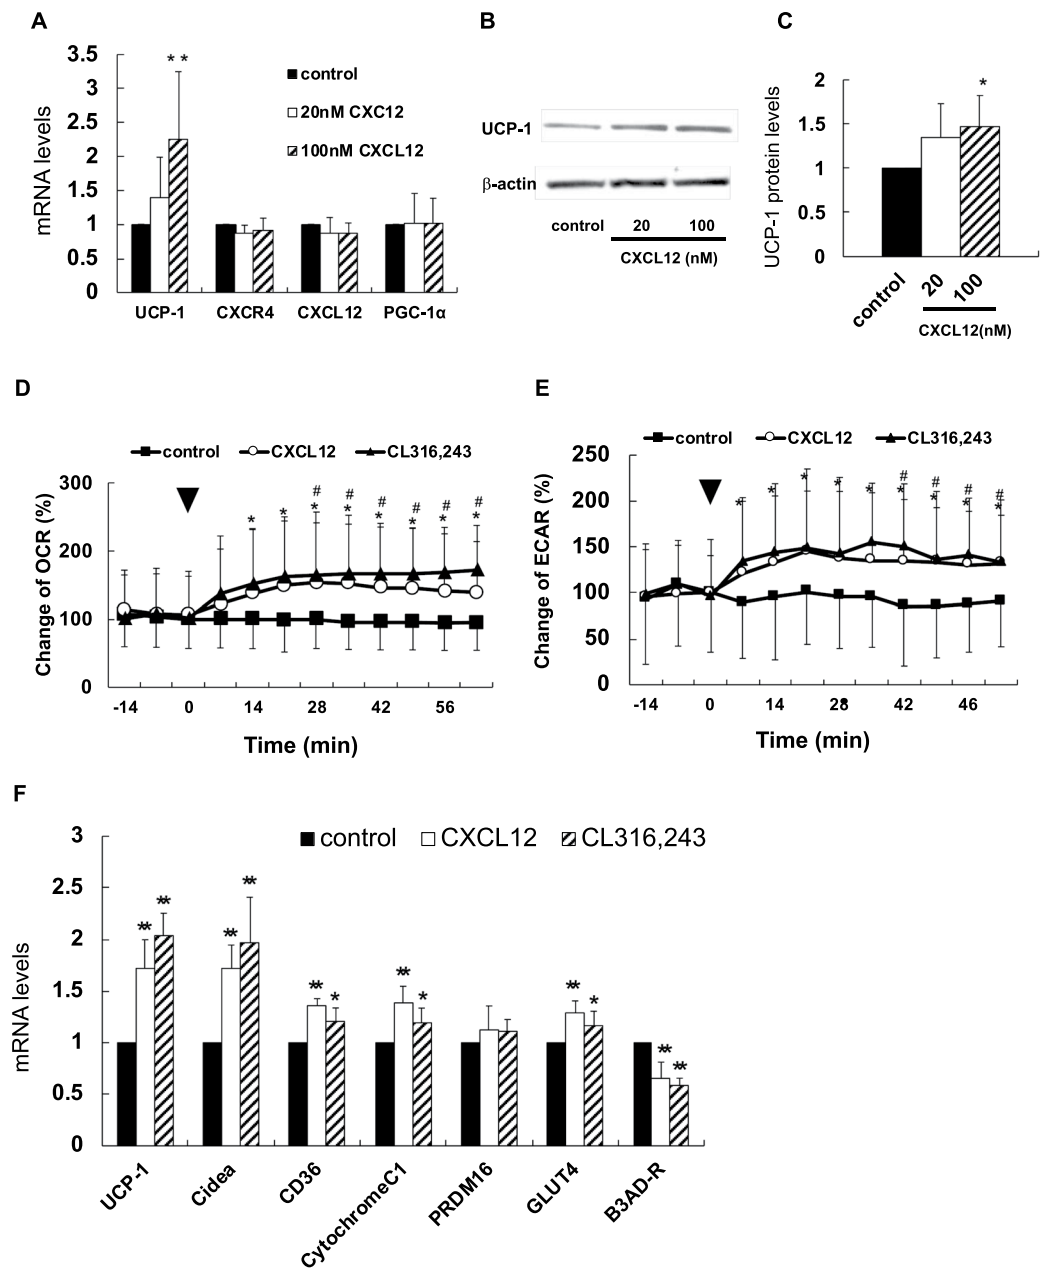 A
3.5
3
2.5
2
1.5
1
0.5
0
mRNA levels
* *
control
20nM CXC12
100nM CXCL12
UCP-1 CXCR4 CXCL12 PGC-1α
B
UCP-1
β-actin
control 20 100
CXCL12 (nM)
C
2
1.5
1
0.5
0
UCP-1 protein levels
*
control 20 100
CXCL12(nM)
D
control CXCL12 CL316,243
300
200
100
0
Change of OCR (%)
# # # # # #
* * * * * * * *
-14 0 14 28 42 56
Time (min)
E
control CXCL12 CL316,243
250
200
150
100
50
0
Change of ECAR (%)
# # # #
* * * * * * * * *
-14 0 14 28 42 46
Time (min)
F
control CXCL12 CL316,243
3
2.5
2
1.5
1
0.5
0
mRNA levels
** ** ** ** ** * ** * ** * ** **
UCP-1 Cidea CD36 CytochromeC1 PRDM16 GLUT4 B3AD-R